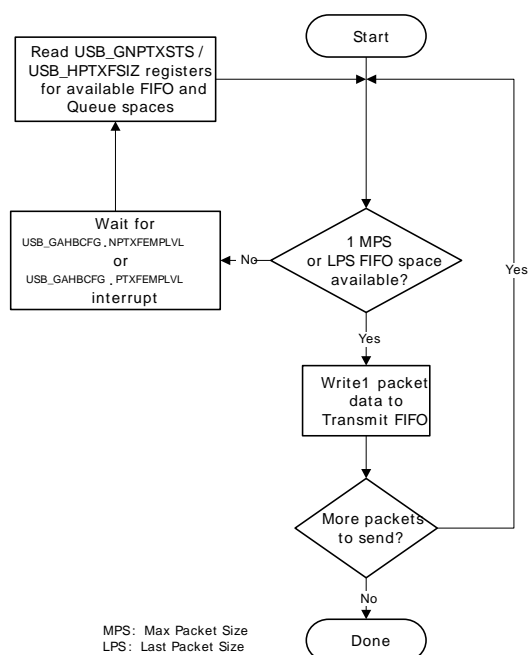 Start
Read USB_GNPTXSTS /
USB_HPTXFSIZ registers
for available FIFO and
Queue spaces
Wait for
USB_GAHBCFG.NPTXFEMPLVL
or
USB_GAHBCFG.PTXFEMPLVL
interrupt
No
1 MPS
or LPS FIFO space
available?
Yes
Yes
Write1 packet
data to
Transmit FIFO
More packets
to send?
No
MPS: Max Packet Size
LPS: Last Packet Size
Done